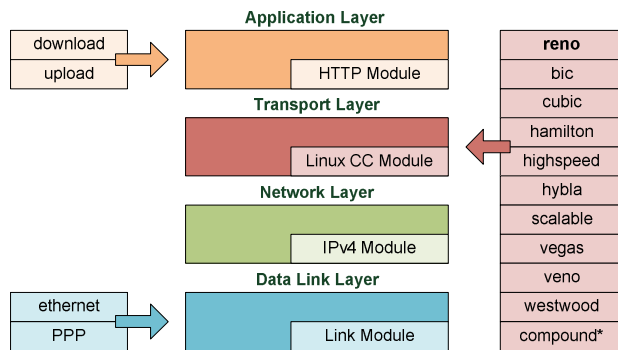 Application Layer
download
upload
HTTP Module
Transport Layer
Linux CC Module
Network Layer
IPv4 Module
Data Link Layer
ethernet
PPP
Link Module
reno
bic
cubic
hamilton
highspeed
hybla
scalable
vegas
veno
westwood
compound*